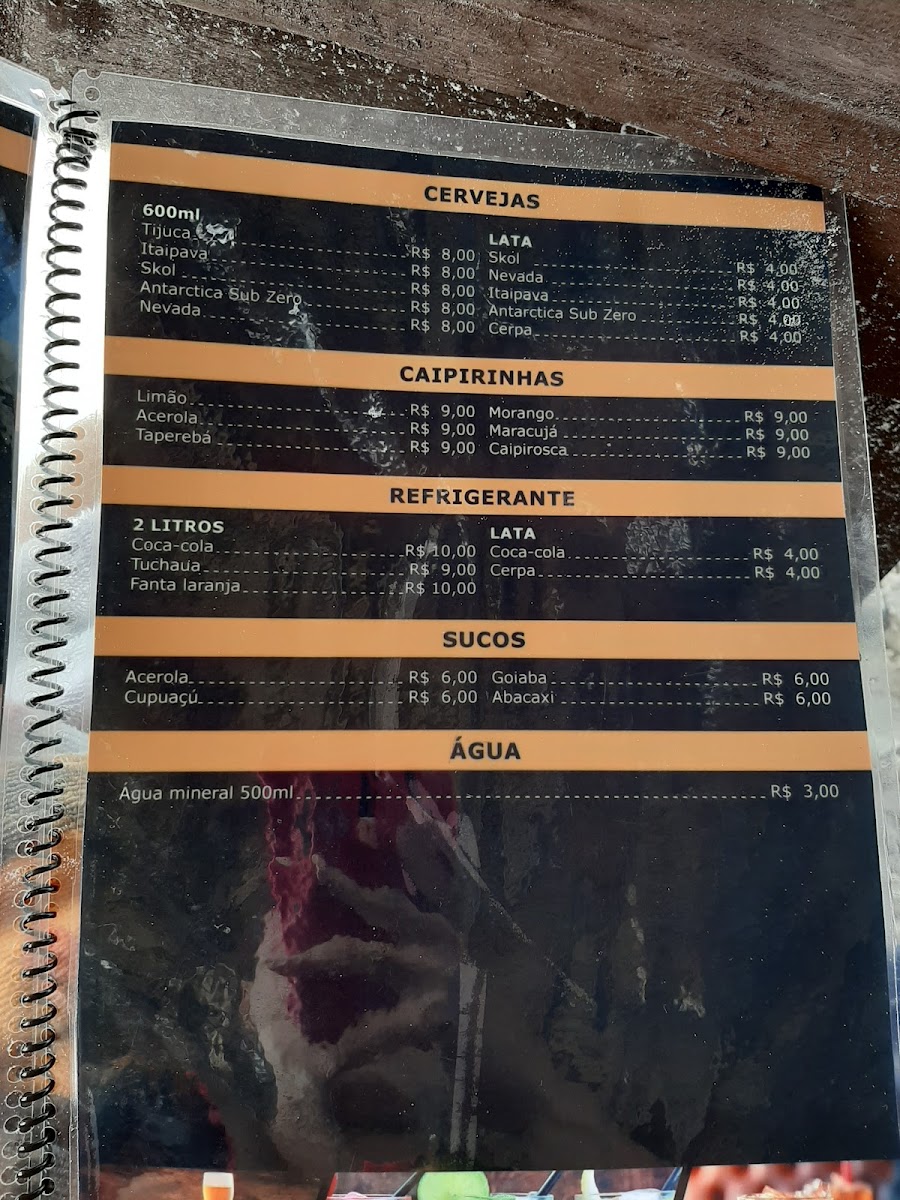 CERVEJAS
600ml
Tijuca R$ 8,00
Itaipava R$ 8,00
Skol R$ 8,00
Antarctica Sub Zero R$ 8,00
Nevada R$ 8,00
LATA
Skol R$ 4,00
Nevada R$ 4,00
Itaipava R$ 4,00
Antarctica Sub Zero R$ 4,00
Cerpa R$ 4,00
CAIPIRINHAS
Limão R$ 9,00
Acerola R$ 9,00
Taperebá R$ 9,00
Morango R$ 9,00
Maracujá R$ 9,00
Caipirosca R$ 9,00
REFRIGERANTE
2 LITROS
Coca-cola R$ 10,00
Tuchaua R$ 9,00
Fanta laranja R$ 10,00
LATA
Coca-cola R$ 4,00
Cerpa R$ 4,00
SUCOS
Acerola R$ 6,00
Cupuaçú R$ 6,00
Goiaba R$ 6,00
Abacaxi R$ 6,00
ÁGUA
Água mineral 500ml R$ 3,00